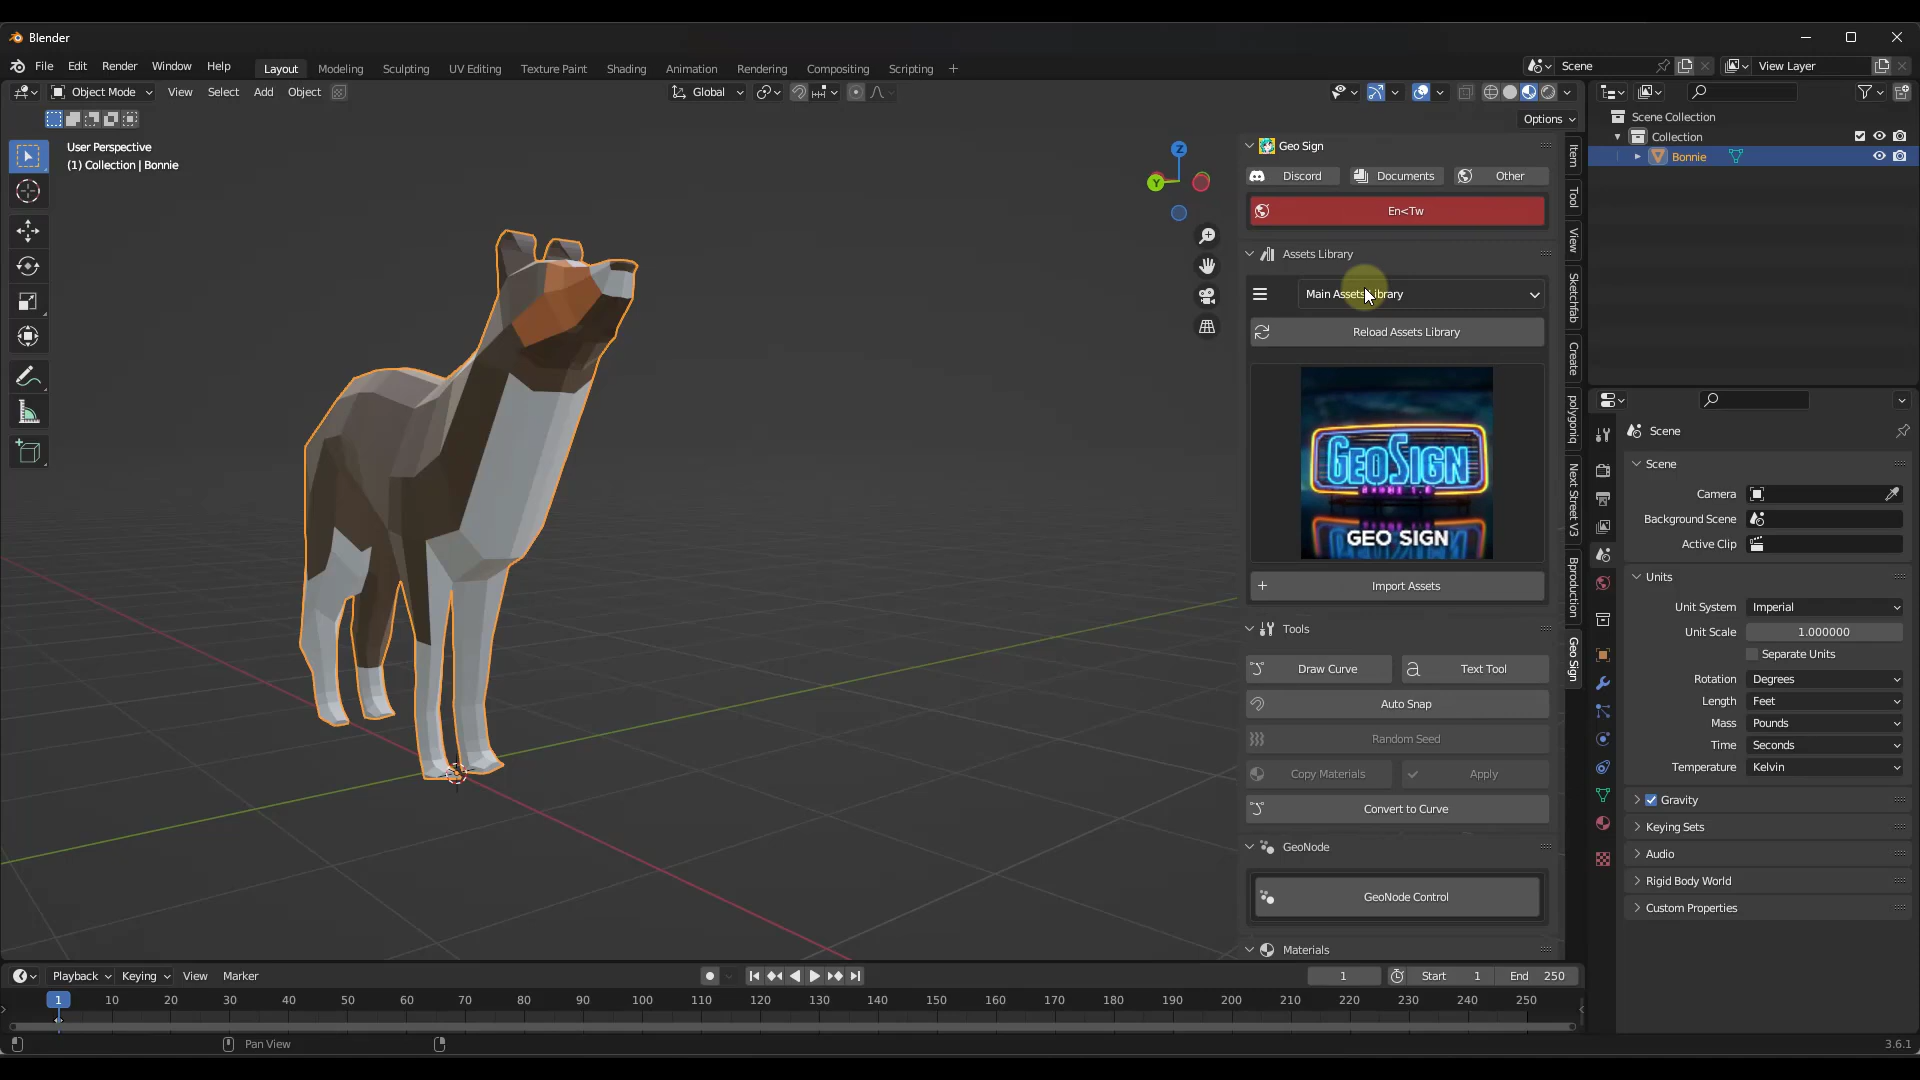 Blender
File Edit Render Window Help
Layout Modeling Sculpting UV Editing Texture Paint Shading Animation Rendering Compositing Scripting +
Scene
View Layer
Object Mode View Select Add Object
Global
Options
User Perspective
(1) Collection | Bonnie
Z
Y
Geo Sign
Discord Documents Other
En<Tw
Assets Library
Main Assets Library
Reload Assets Library
GEOSIGN
GEO SIGN
Import Assets
Tools
Draw Curve
Text Tool
Auto Snap
Random Seed
Copy Materials
Apply
Convert to Curve
GeoNode
GeoNode Control
Materials
Item
Tool
View
Sketchfab
Create
polygoniq
Next Street V3
Bproduction
Geo Sign
Scene Collection
Collection
Bonnie
Scene
Scene
Camera
Background Scene
Active Clip
Units
Unit System Imperial
Unit Scale 1.000000
Separate Units
Rotation Degrees
Length Feet
Mass Pounds
Time Seconds
Temperature Kelvin
Gravity
Keying Sets
Audio
Rigid Body World
Custom Properties
Playback Keying View Marker
1 Start 1 End 250
1 10 20 30 40 50 60 70 80 90 100 110 120 130 140 150 160 170 180 190 200 210 220 230 240 250
Pan View
3.6.1